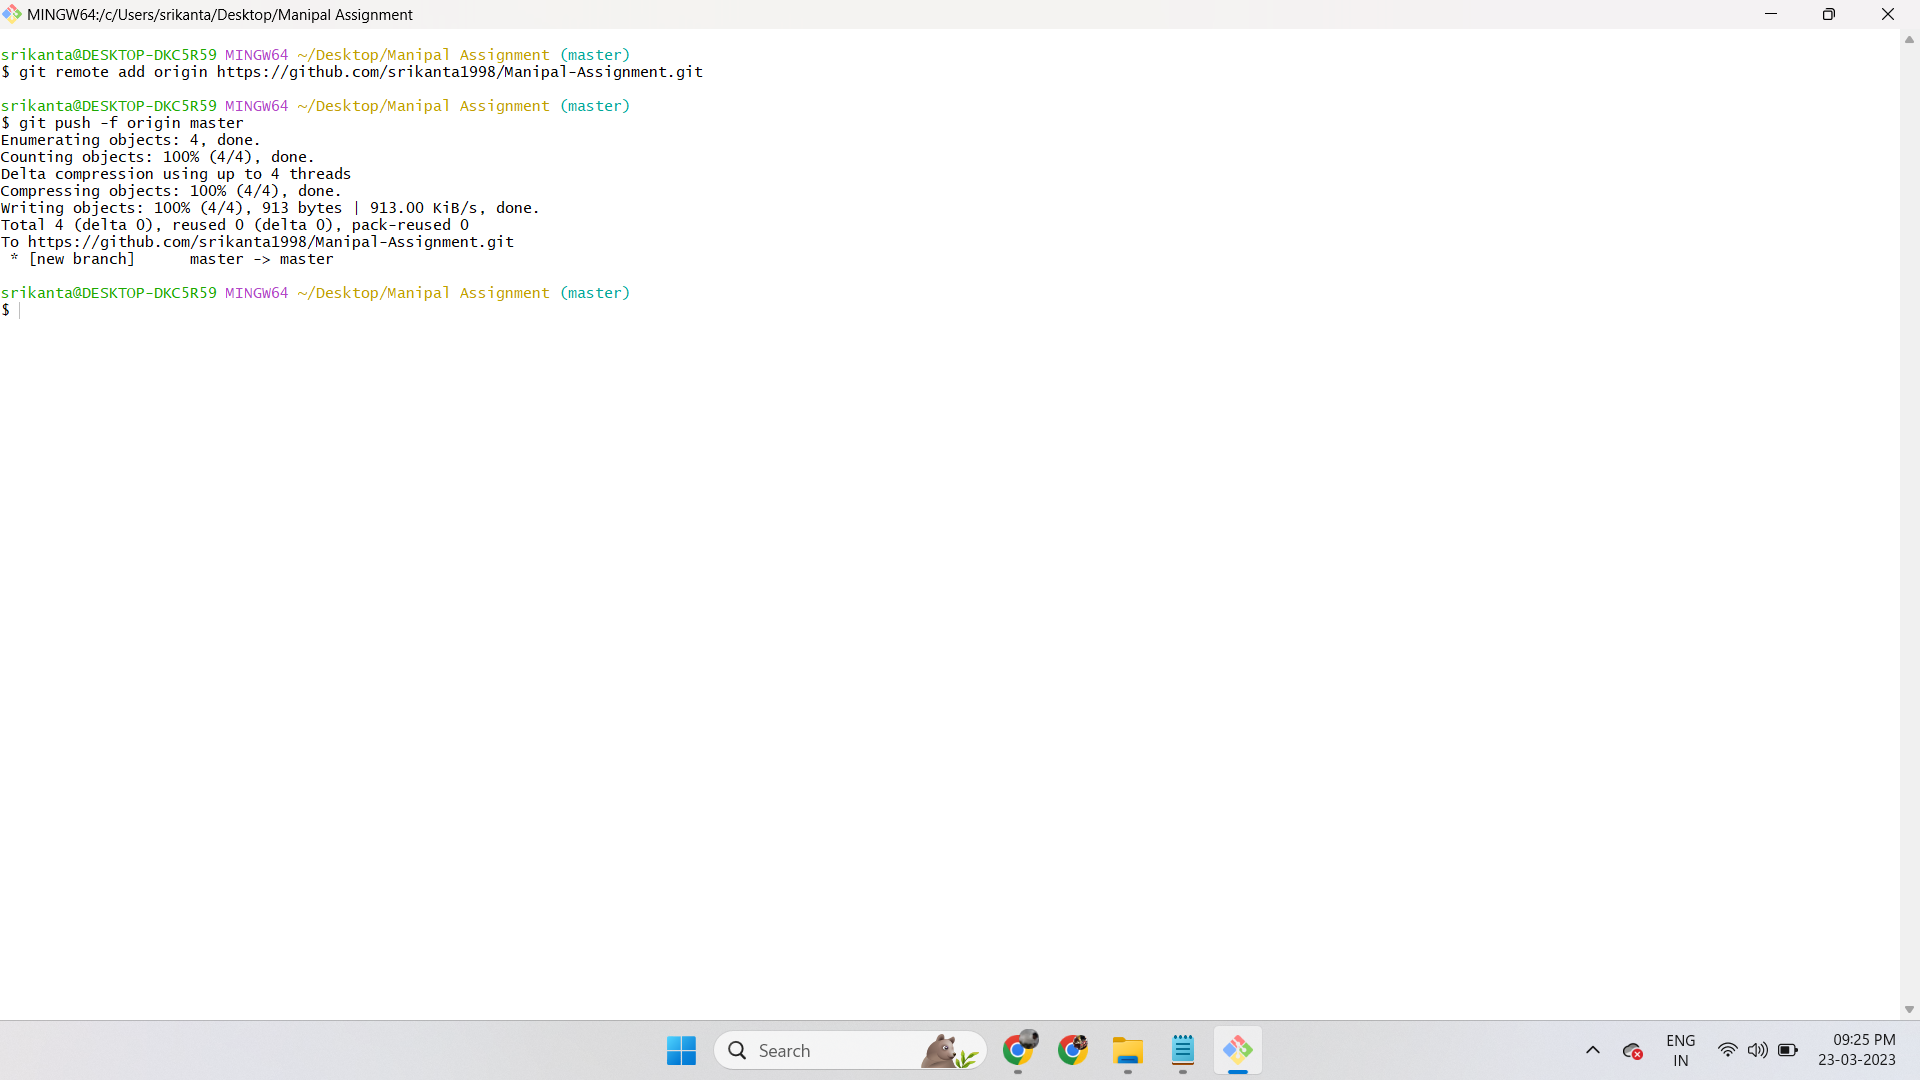 MINGW64:/c/Users/srikanta/Desktop/Manipal Assignment
srikanta@DESKTOP-DKC5R59 MINGW64 ~/Desktop/Manipal Assignment (master)
$ git remote add origin https://github.com/srikanta1998/Manipal-Assignment.git
srikanta@DESKTOP-DKC5R59 MINGW64 ~/Desktop/Manipal Assignment (master)
$ git push -f origin master
Enumerating objects: 4, done.
Counting objects: 100% (4/4), done.
Delta compression using up to 4 threads
Compressing objects: 100% (4/4), done.
Writing objects: 100% (4/4), 913 bytes | 913.00 KiB/s, done.
Total 4 (delta 0), reused 0 (delta 0), pack-reused 0
To https://github.com/srikanta1998/Manipal-Assignment.git
 * [new branch]      master -> master
srikanta@DESKTOP-DKC5R59 MINGW64 ~/Desktop/Manipal Assignment (master)
$
Search
ENG
IN
09:25 PM
23-03-2023